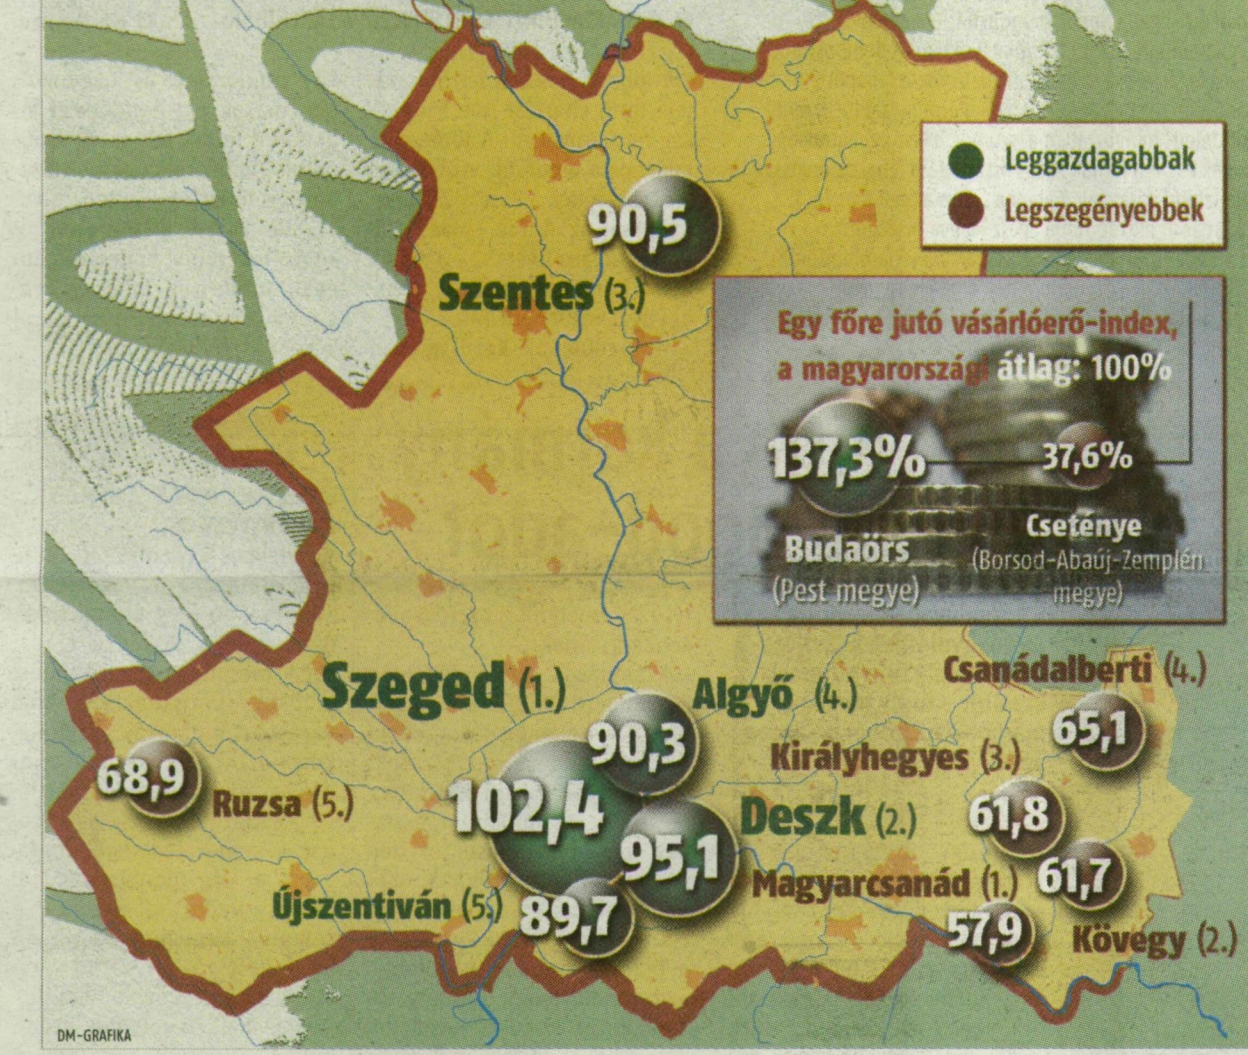 Leggazdagabbak
Legszegényebbek
90,5
Szentes (3.)
Egy főre jutó vásárlóerő-index,
a magyarországi átlag: 100%
137,3%
37,6%
Budaörs
(Pest megye)
Cseténye
(Borsod-Abaúj-Zemplén
megye)
Szeged (1.)
102,4
Algyő (4.)
90,3
Deszk (2.)
95,1
Újszentiván (5.)
89,7
68,9
Ruzsa (5.)
Csanádalberti (4.)
65,1
Királyhegyes (3.)
61,8
Magyarcsanád (1.)
57,9
61,7
Kövegy (2.)
DM-GRAFIKA